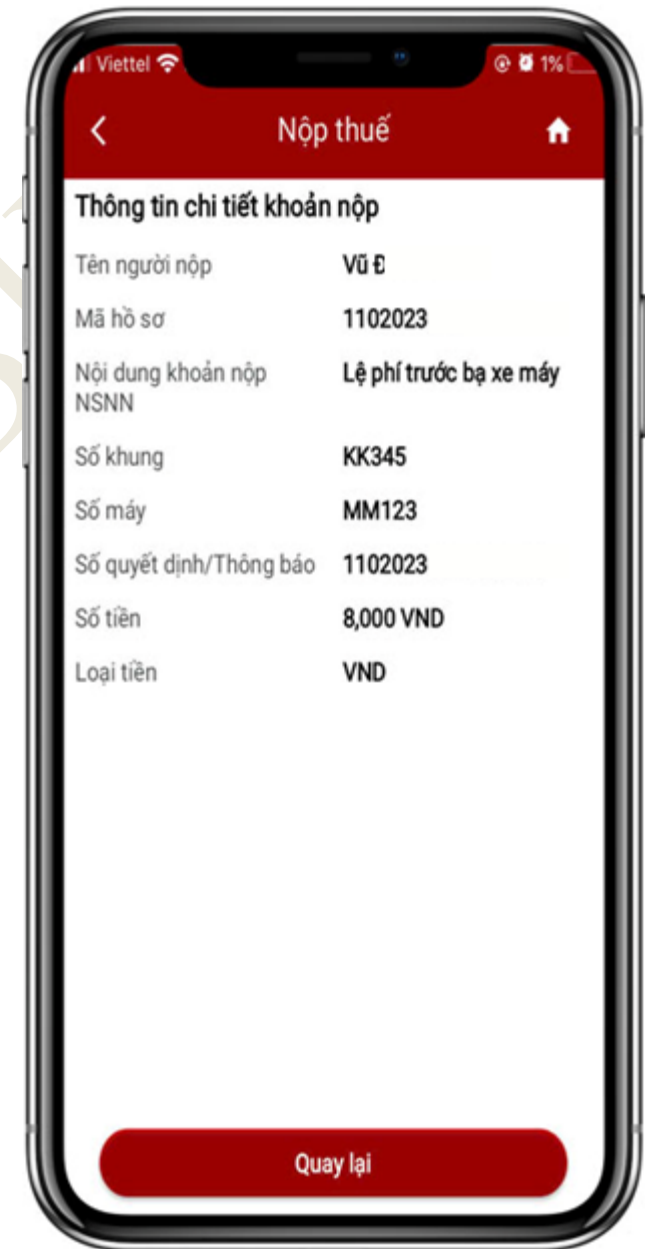 Viettel 1%
Nộp thuế
Thông tin chi tiết khoản nộp
Tên người nộp Vũ Đ
Mã hồ sơ 1102023
Nội dung khoản nộp Lệ phí trước bạ xe máy
NSNN
Số khung KK345
Số máy MM123
Số quyết định/Thông báo 1102023
Số tiền 8,000 VND
Loại tiền VND
Quay lại